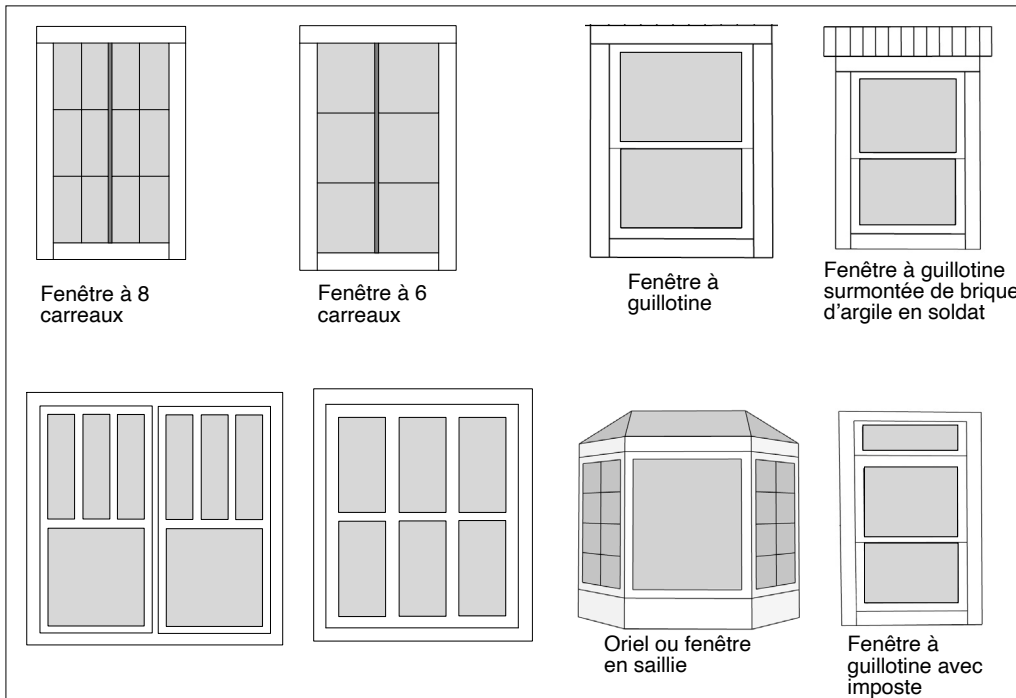 Fenêtre à 8
carreaux
Fenêtre à 6
carreaux
Fenêtre à
guillotine
Fenêtre à guillotine
surmontée de brique
d'argile en soldat
Oriel ou fenêtre
en saillie
Fenêtre à
guillotine avec
imposte